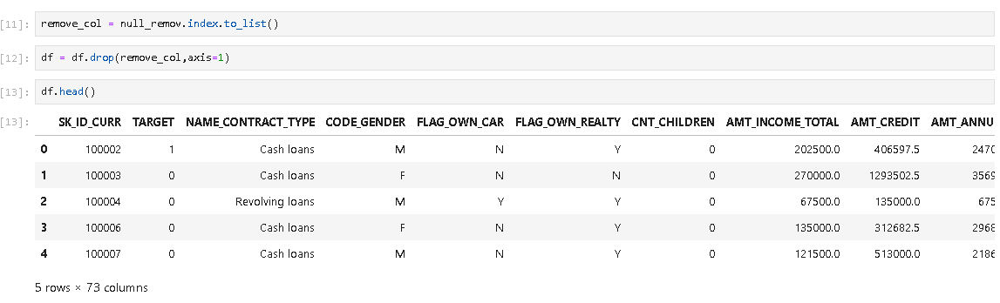 [11]: remove_col = null_remov.index.to_list()
[12]: df = df.drop(remove_col,axis=1)
[13]: df.head()
[13]: SK_ID_CURR TARGET NAME_CONTRACT_TYPE CODE_GENDER FLAG_OWN_CAR FLAG_OWN_REALTY CNT_CHILDREN AMT_INCOME_TOTAL AMT_CREDIT AMT_ANNU
0 100002 1 Cash loans M N Y 0 202500.0 406597.5 2470
1 100003 0 Cash loans F N N 0 270000.0 1293502.5 3569
2 100004 0 Revolving loans M Y Y 0 67500.0 135000.0 675
3 100006 0 Cash loans F N Y 0 135000.0 312682.5 2968
4 100007 0 Cash loans M N Y 0 121500.0 513000.0 2186
5 rows × 73 columns